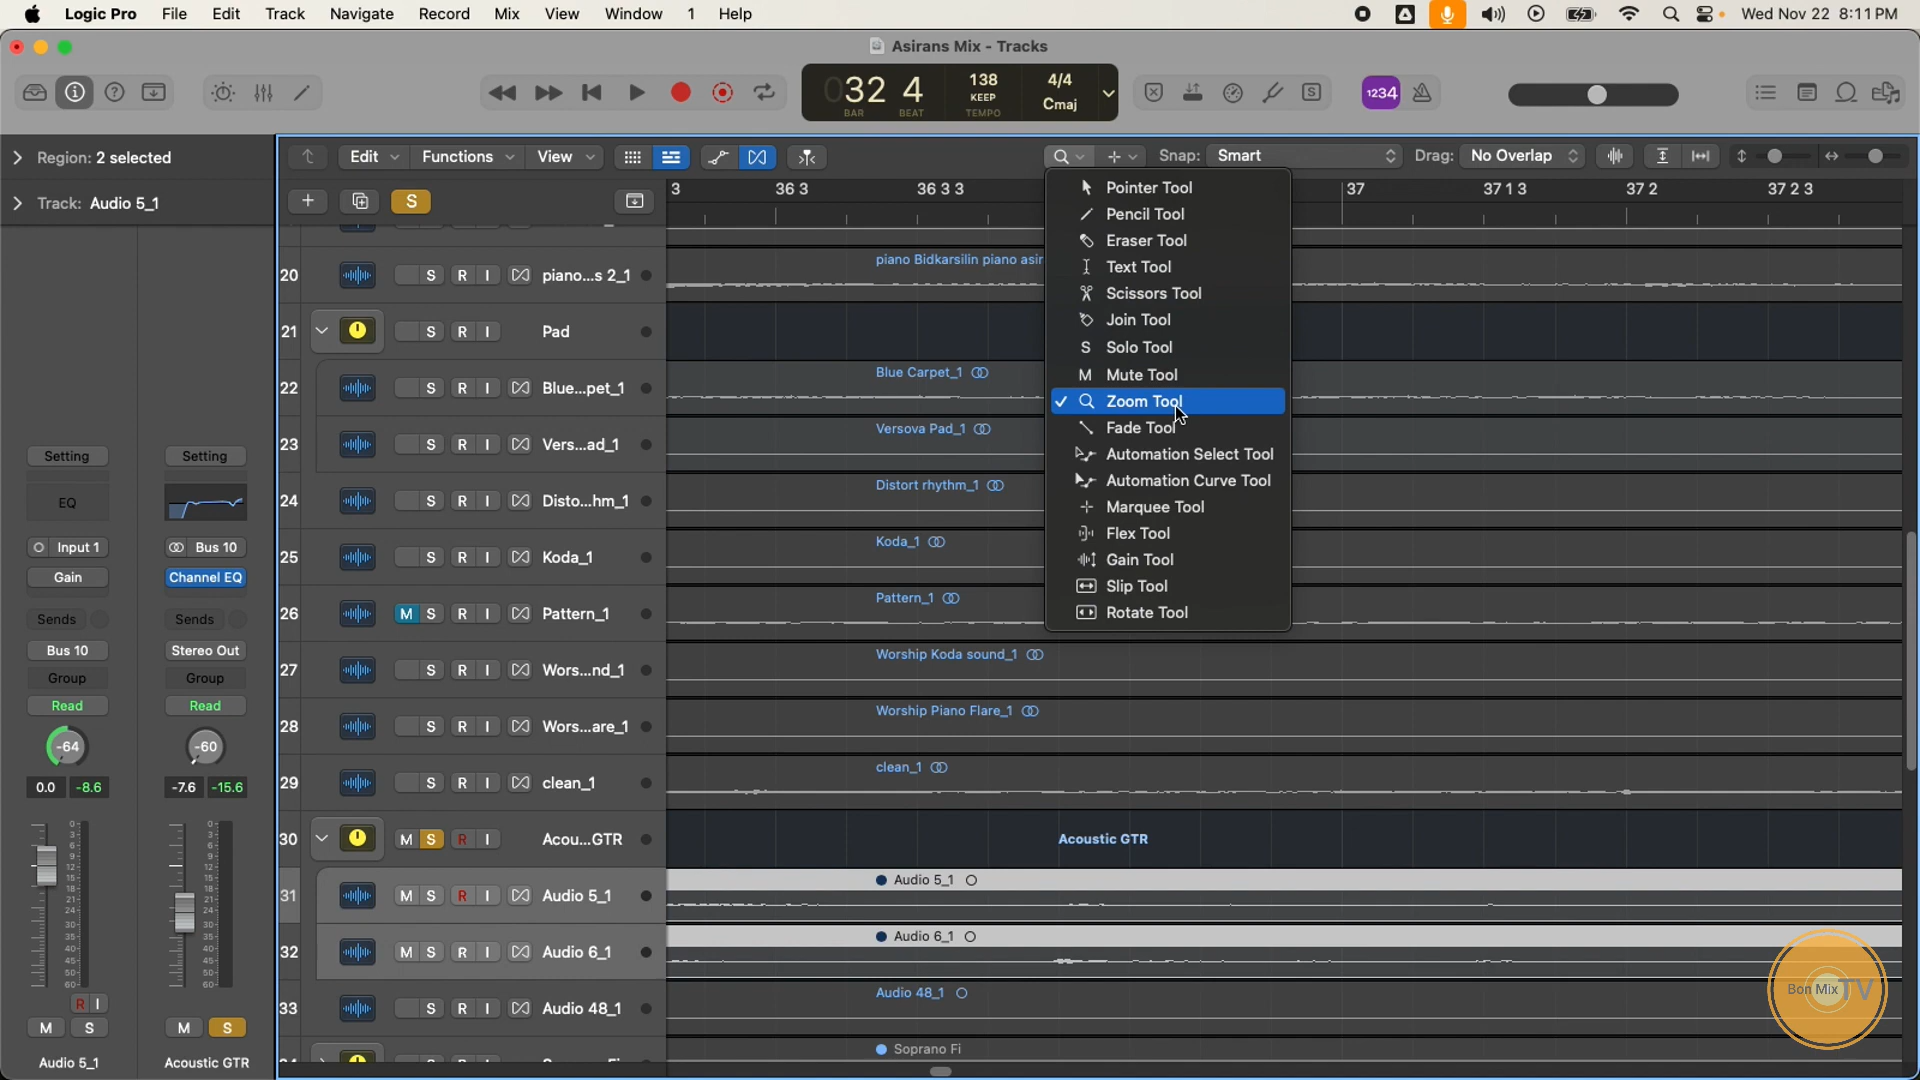 Logic Pro File Edit Track Navigate Record Mix View Window 1 Help Wed Nov 22 8:11 PM
Asirans Mix - Tracks
32 4 138 KEEP 4/4 Cmaj 1234
BAR BEAT TEMPO
Region: 2 selected
Edit Functions View Snap: Smart Drag: No Overlap
Track: Audio 5_1
S
3 36 3 36 3 3 37 37 1 3 37 2 37 2 3
Pointer Tool
Pencil Tool
Eraser Tool
Text Tool
Scissors Tool
Join Tool
S Solo Tool
M Mute Tool
Zoom Tool
Fade Tool
Automation Select Tool
Automation Curve Tool
Marquee Tool
Flex Tool
Gain Tool
Slip Tool
Rotate Tool
20 S R I piano...s 2_1
piano Bidkarsilin piano asir
21 S R I Pad
22 S R I Blue...pet_1
Blue Carpet_1
23 S R I Vers...ad_1
Versova Pad_1
24 S R I Disto...hm_1
Distort rhythm_1
25 S R I Koda_1
Koda_1
26 M S R I Pattern_1
Pattern_1
27 S R I Wors...nd_1
Worship Koda sound_1
28 S R I Wors...are_1
Worship Piano Flare_1
29 S R I clean_1
clean_1
30 M S R I Acou...GTR
Acoustic GTR
31 M S R I Audio 5_1
Audio 5_1
32 M S R I Audio 6_1
Audio 6_1
33 S R I Audio 48_1
Audio 48_1
Soprano Fi
Setting Setting
EQ
Input 1 Bus 10
Gain Channel EQ
Sends Sends
Bus 10 Stereo Out
Group Group
Read Read
-64 -60
0.0 -8.6 -7.6 -15.6
R I
M S M S
Audio 5_1 Acoustic GTR
Bon Mix TV